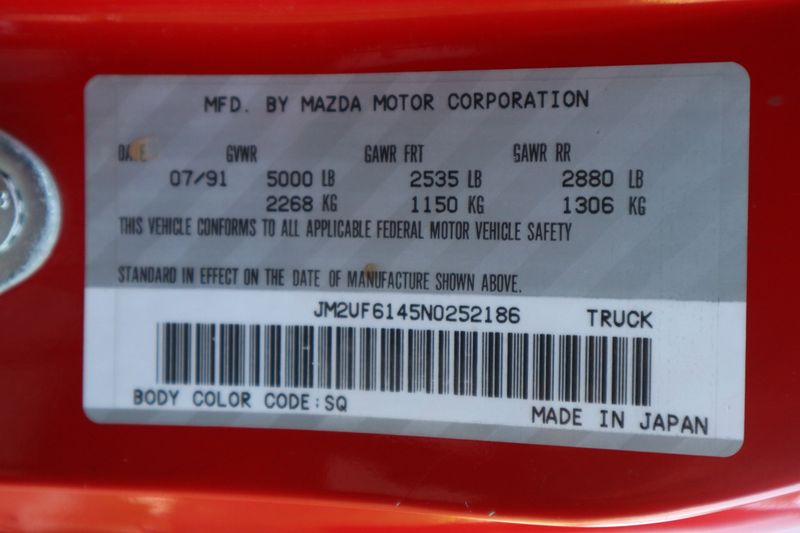 MFD. BY MAZDA MOTOR CORPORATION
DATE GVWR GAWR FRT GAWR RR
07/91 5000 LB 2535 LB 2880 LB
2268 KG 1150 KG 1306 KG
THIS VEHICLE CONFORMS TO ALL APPLICABLE FEDERAL MOTOR VEHICLE SAFETY
STANDARD IN EFFECT ON THE DATE OF MANUFACTURE SHOWN ABOVE.
JM2UF6145N0252186 TRUCK
BODY COLOR CODE:SQ
MADE IN JAPAN